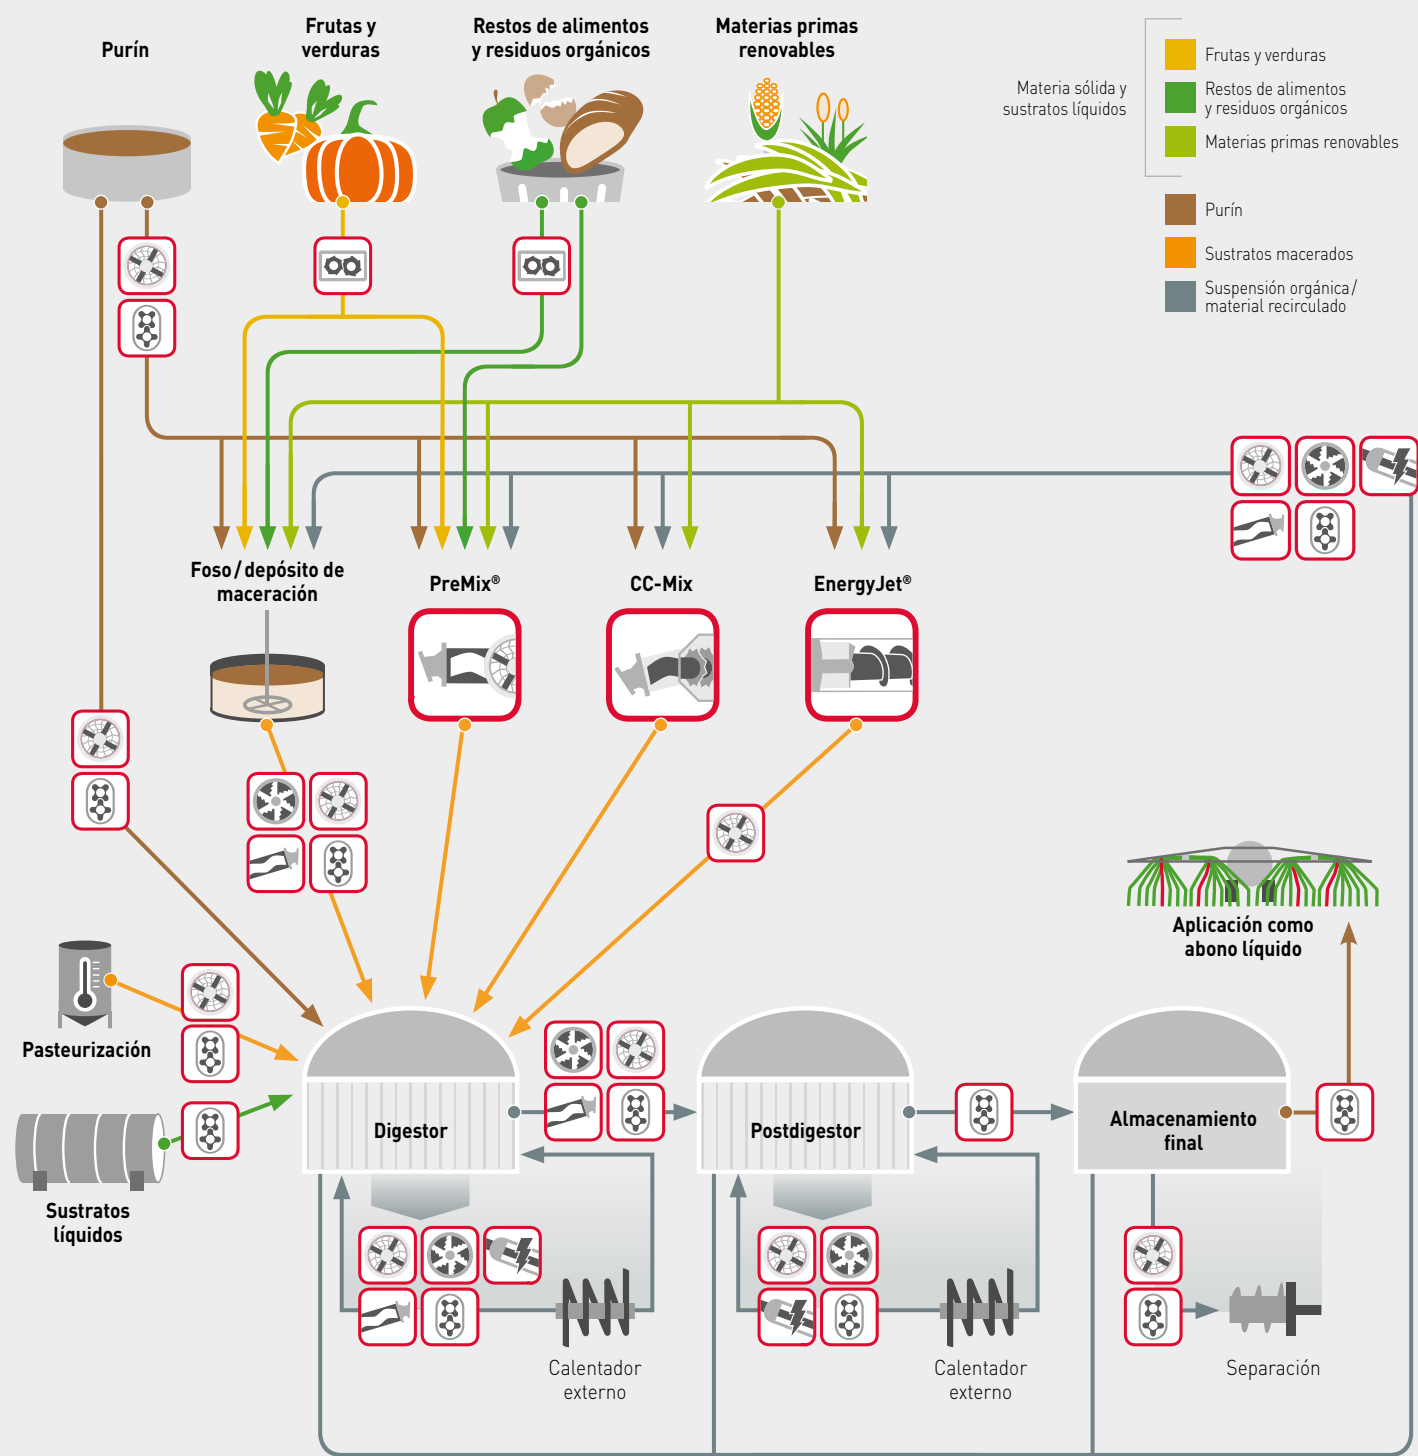 Purín
Frutas y
verduras
Restos de alimentos
y residuos orgánicos
Materias primas
renovables
Materia sólida y
sustratos líquidos
Frutas y verduras
Restos de alimentos
y residuos orgánicos
Materias primas renovables
Purín
Sustratos macerados
Suspensión orgánica/
material recirculado
Foso/depósito de
maceración
PreMix®
CC-Mix
EnergyJet®
Aplicación como
abono líquido
Pasteurización
Sustratos
líquidos
Digestor
Postdigestor
Almacenamiento
final
Calentador
externo
Calentador
externo
Separación